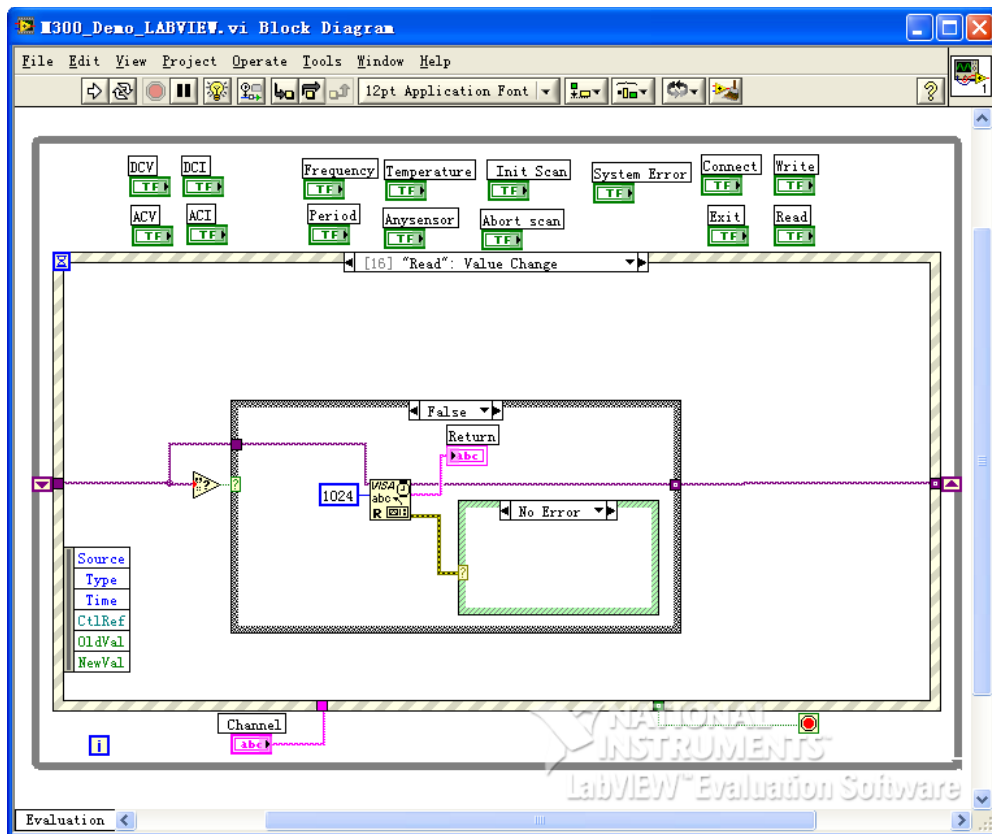 M300_Demo_LABVIEW.vi Block Diagram
File Edit View Project Operate Tools Window Help
12pt Application Font
1
DCV DCI Frequency Temperature Init Scan System Error Connect Write
TF TF TF TF TF TF TF TF
ACV ACI Period Anysensor Abort scan Exit Read
TF TF TF TF TF TF TF
[16] "Read": Value Change
False
Return
abc
"?
?
1024
VISA
abc
R
No Error
?
Source
Type
Time
CtlRef
OldVal
NewVal
Channel
abc
i
NATIONAL
INSTRUMENTS
LabVIEW™ Evaluation Software
Evaluation